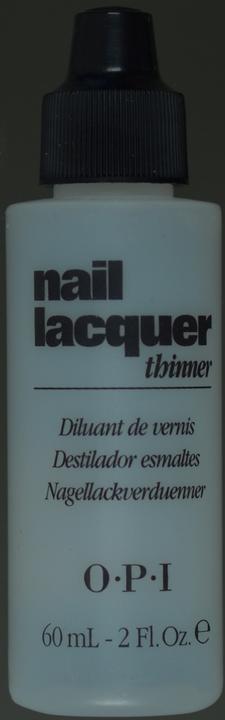 nail
lacquer
thinner
Diluant de vernis
Destilador esmaltes
Nagellackverduenner
O·P·I
60 mL - 2 Fl.Oz. e